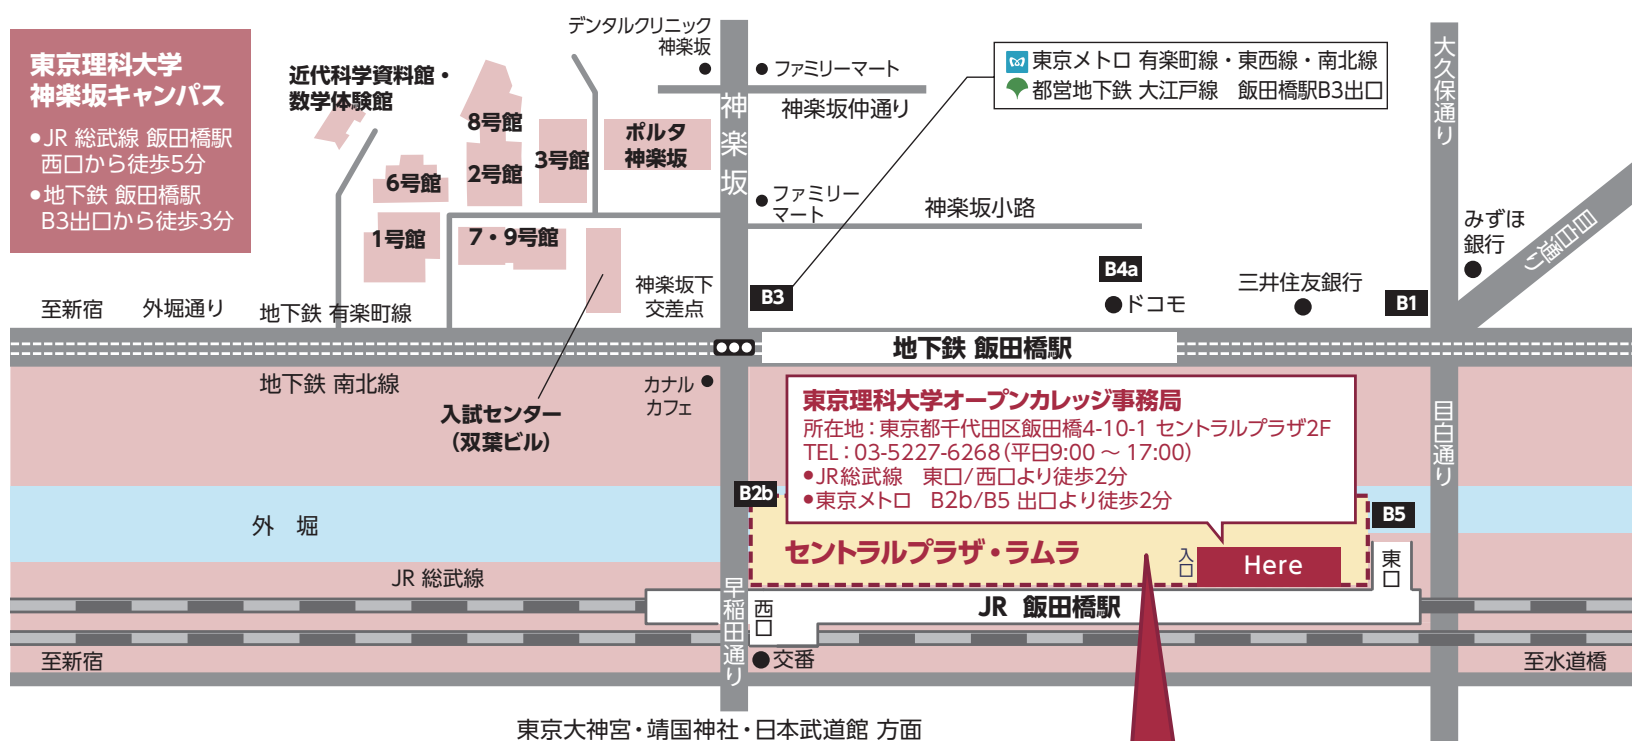 東京理科大学
神楽坂キャンパス
●JR 総武線 飯田橋駅
西口から徒歩5分
●地下鉄 飯田橋駅
B3出口から徒歩3分
近代科学資料館・
数学体験館
デンタルクリニック
神楽坂
ファミリーマート
神楽坂仲通り
東京メトロ 有楽町線・東西線・南北線
都営地下鉄 大江戸線　飯田橋駅B3出口
大久保通り
8号館
2号館
3号館
ポルタ
神楽坂
神楽坂
6号館
1号館
7・9号館
ファミリー
マート
神楽坂小路
みずほ
銀行
目白通り
神楽坂下
交差点
B3
B4a
ドコモ
三井住友銀行
B1
至新宿
外堀通り
地下鉄 有楽町線
地下鉄 飯田橋駅
地下鉄 南北線
カナル
カフェ
入試センター
（双葉ビル）
東京理科大学オープンカレッジ事務局
所在地：東京都千代田区飯田橋4-10-1 セントラルプラザ2F
TEL：03-5227-6268（平日9:00 〜 17:00）
●JR総武線　東口/西口より徒歩2分
●東京メトロ　B2b/B5 出口より徒歩2分
目白通り
B2b
B5
外　堀
セントラルプラザ・ラムラ
入口
Here
東口
JR 総武線
早稲田通り
西口
JR 飯田橋駅
至新宿
交番
至水道橋
東京大神宮・靖国神社・日本武道館 方面